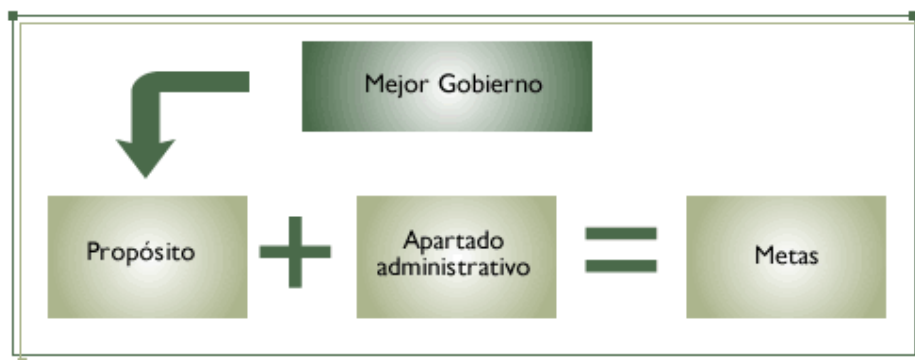 Mejor Gobierno
Propósito
+
Apartado
administrativo
=
Metas